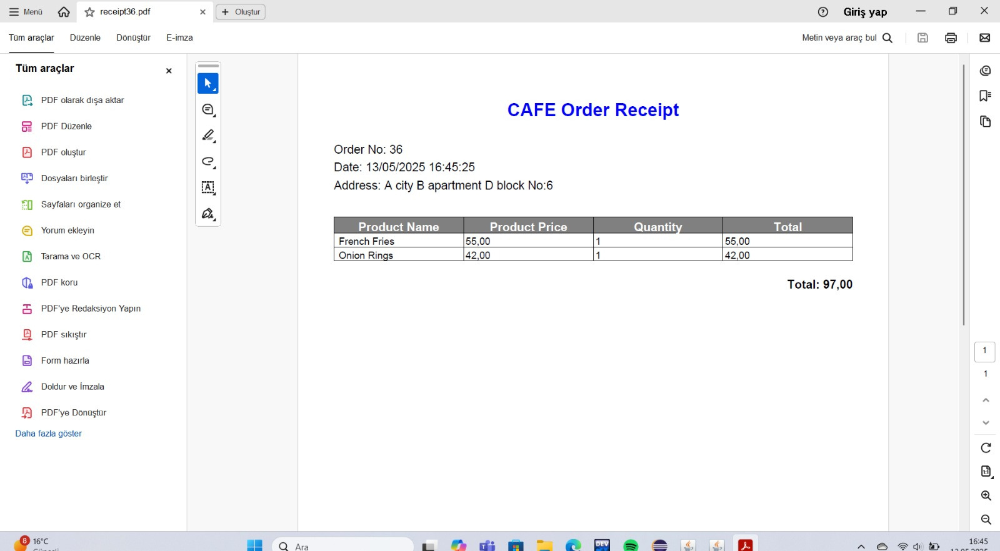 Menü
receipt36.pdf
Oluştur
Giriş yap
Tüm araçlar
Düzenle
Dönüştür
E-imza
Metin veya araç bul
Tüm araçlar
PDF olarak dışa aktar
PDF Düzenle
PDF oluştur
Dosyaları birleştir
Sayfaları organize et
Yorum ekleyin
Tarama ve OCR
PDF koru
PDF'ye Redaksiyon Yapın
PDF sıkıştır
Form hazırla
Doldur ve İmzala
PDF'ye Dönüştür
Daha fazla göster
CAFE Order Receipt
Order No: 36
Date: 13/05/2025 16:45:25
Address: A city B apartment D block No:6
Product Name Product Price Quantity Total
French Fries 55,00 1 55,00
Onion Rings 42,00 1 42,00
Total: 97,00
1
1
8
16°C
Ara
DEV
16:45